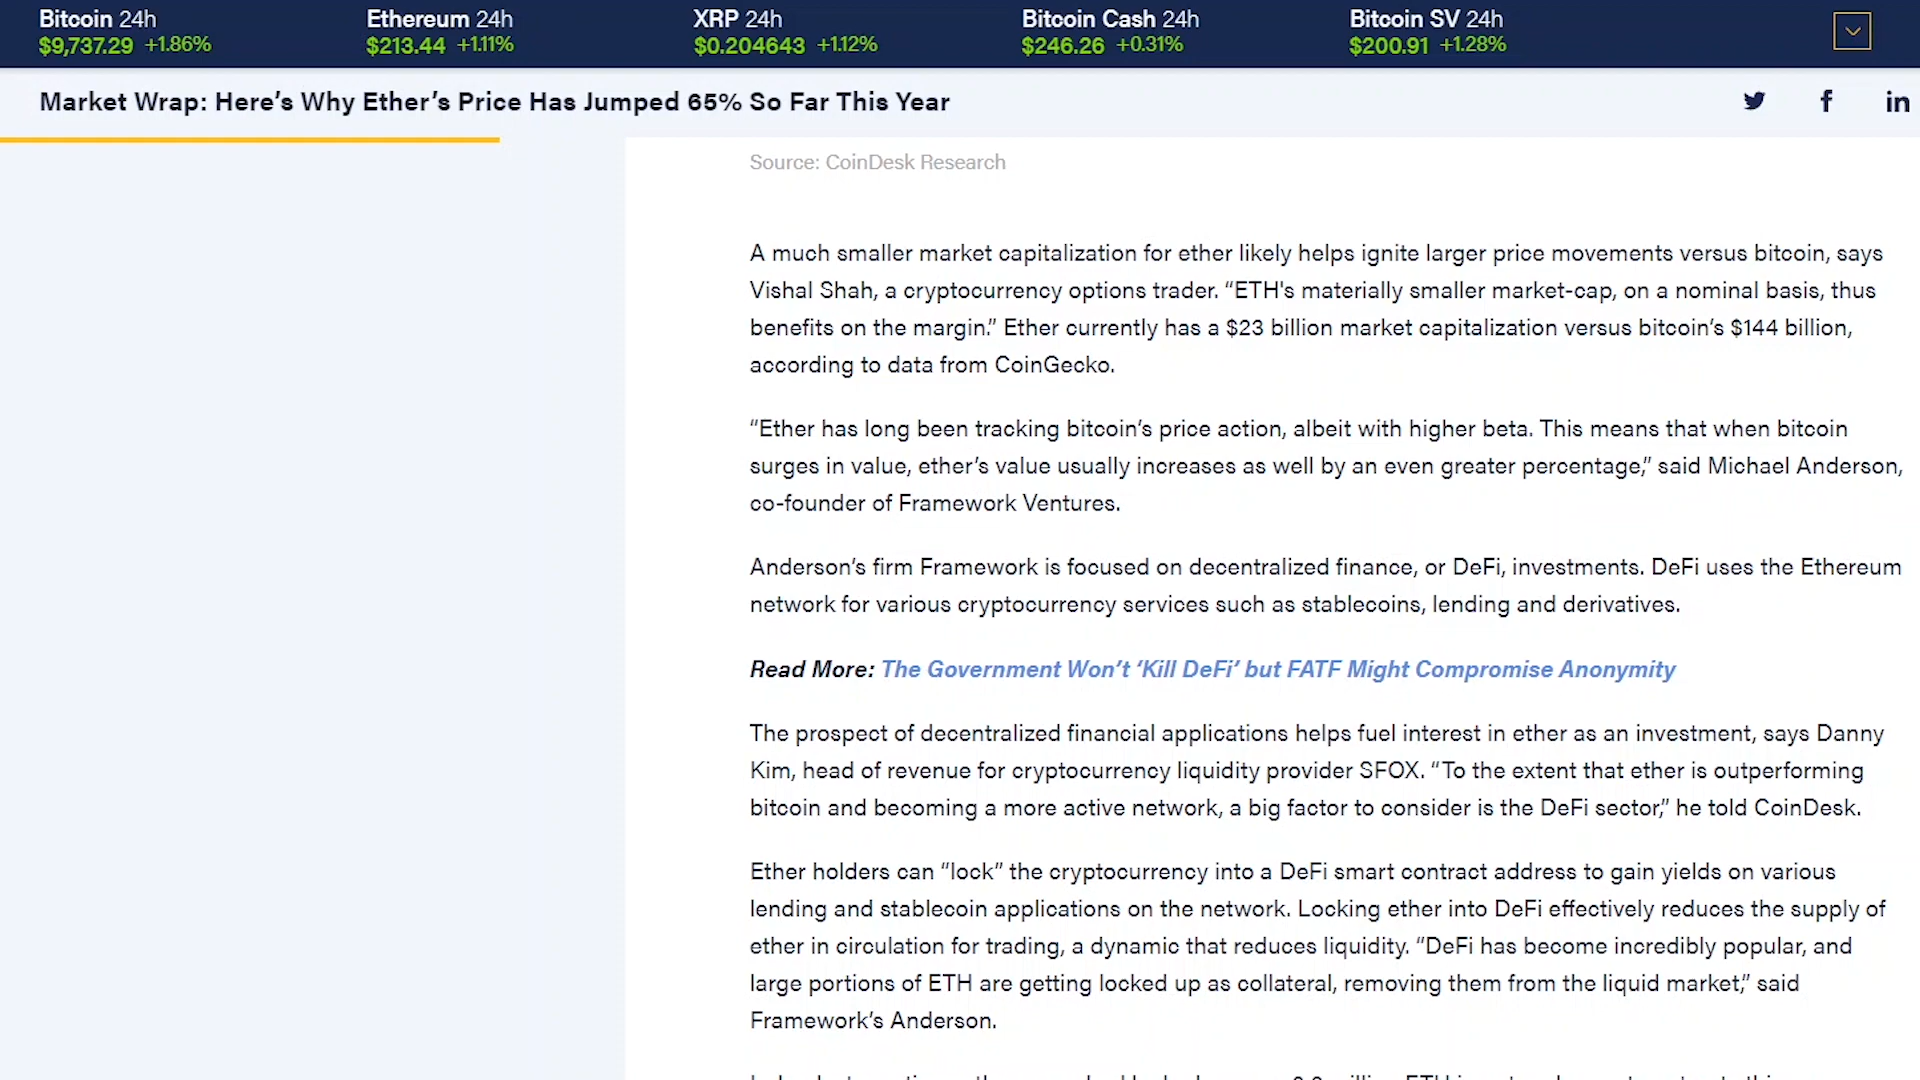 Bitcoin 24h
$9,737.29 +1.86%
Ethereum 24h
$213.44 +1.11%
XRP 24h
$0.204643 +1.12%
Bitcoin Cash 24h
$246.26 +0.31%
Bitcoin SV 24h
$200.91 +1.28%
Market Wrap: Here’s Why Ether’s Price Has Jumped 65% So Far This Year
Source: CoinDesk Research
A much smaller market capitalization for ether likely helps ignite larger price movements versus bitcoin, says
Vishal Shah, a cryptocurrency options trader. “ETH's materially smaller market-cap, on a nominal basis, thus
benefits on the margin.” Ether currently has a $23 billion market capitalization versus bitcoin’s $144 billion,
according to data from CoinGecko.
“Ether has long been tracking bitcoin’s price action, albeit with higher beta. This means that when bitcoin
surges in value, ether’s value usually increases as well by an even greater percentage,” said Michael Anderson,
co-founder of Framework Ventures.
Anderson’s firm Framework is focused on decentralized finance, or DeFi, investments. DeFi uses the Ethereum
network for various cryptocurrency services such as stablecoins, lending and derivatives.
Read More: The Government Won’t ‘Kill DeFi’ but FATF Might Compromise Anonymity
The prospect of decentralized financial applications helps fuel interest in ether as an investment, says Danny
Kim, head of revenue for cryptocurrency liquidity provider SFOX. “To the extent that ether is outperforming
bitcoin and becoming a more active network, a big factor to consider is the DeFi sector,” he told CoinDesk.
Ether holders can “lock” the cryptocurrency into a DeFi smart contract address to gain yields on various
lending and stablecoin applications on the network. Locking ether into DeFi effectively reduces the supply of
ether in circulation for trading, a dynamic that reduces liquidity. “DeFi has become incredibly popular, and
large portions of ETH are getting locked up as collateral, removing them from the liquid market,” said
Framework’s Anderson.